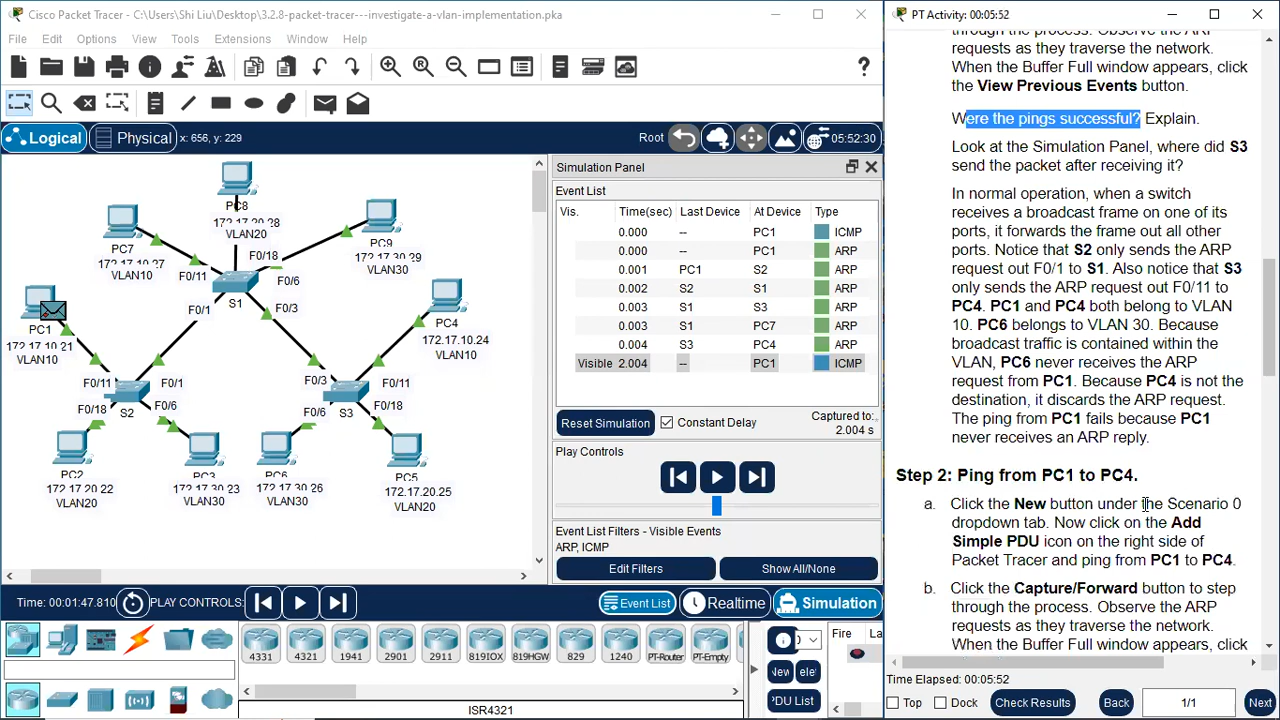 Cisco Packet Tracer - C:\Users\Shi Liu\Desktop\3.2.8-packet-tracer---investigate-a-vlan-implementation.pka
File Edit Options View Tools Extensions Window Help
Logical Physical x: 656, y: 229 Root 05:52:30
PC8
172.17.20.28
VLAN20
PC7
172.17.10.27
VLAN10
PC9
172.17.30.29
VLAN30
F0/11
F0/18
F0/6
S1
F0/1
F0/3
PC1
172.17.10.21
VLAN10
PC4
172.17.10.24
VLAN10
F0/11
F0/1
S2
F0/18
F0/6
F0/3
F0/11
S3
F0/6
F0/18
PC2
172.17.20.22
VLAN20
PC3
172.17.30.23
VLAN30
PC6
172.17.30.26
VLAN30
PC5
172.17.20.25
VLAN20
Simulation Panel
Event List
Vis. Time(sec) Last Device At Device Type
0.000 -- PC1 ICMP
0.000 -- PC1 ARP
0.001 PC1 S2 ARP
0.002 S2 S1 ARP
0.003 S1 S3 ARP
0.003 S1 PC7 ARP
0.004 S3 PC4 ARP
Visible 2.004 -- PC1 ICMP
Reset Simulation Constant Delay Captured to:
2.004 s
Play Controls
Event List Filters - Visible Events
ARP, ICMP
Edit Filters Show All/None
Time: 00:01:47.810 PLAY CONTROLS: Event List Realtime Simulation
4331 4321 1941 2901 2911 819IOX 819HGW 829 1240 PT-Router PT-Empty
ISR4321
Fire La
New
PDU List
PT Activity: 00:05:52
through the process. Observe the ARP
requests as they traverse the network.
When the Buffer Full window appears, click
the View Previous Events button.
Were the pings successful? Explain.
Look at the Simulation Panel, where did S3
send the packet after receiving it?
In normal operation, when a switch
receives a broadcast frame on one of its
ports, it forwards the frame out all other
ports. Notice that S2 only sends the ARP
request out F0/1 to S1. Also notice that S3
only sends the ARP request out F0/11 to
PC4. PC1 and PC4 both belong to VLAN
10. PC6 belongs to VLAN 30. Because
broadcast traffic is contained within the
VLAN, PC6 never receives the ARP
request from PC1. Because PC4 is not the
destination, it discards the ARP request.
The ping from PC1 fails because PC1
never receives an ARP reply.
Step 2: Ping from PC1 to PC4.
a. Click the New button under the Scenario 0
dropdown tab. Now click on the Add
Simple PDU icon on the right side of
Packet Tracer and ping from PC1 to PC4.
b. Click the Capture/Forward button to step
through the process. Observe the ARP
requests as they traverse the network.
When the Buffer Full window appears, click
Time Elapsed: 00:05:52
Top Dock Check Results Back 1/1 Next